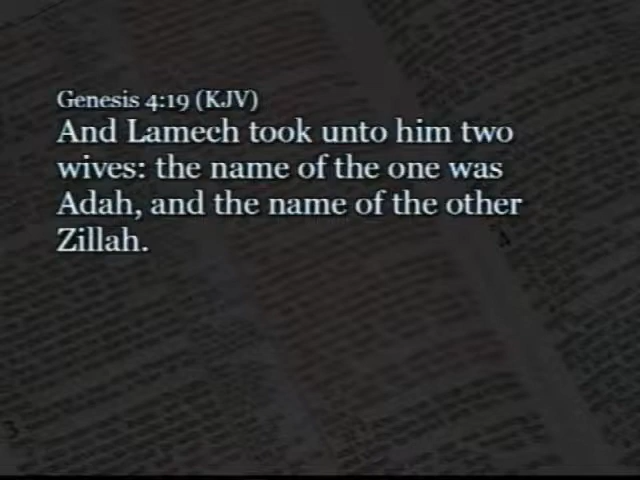 Genesis 4:19 (KJV)
And Lamech took unto him two
wives: the name of the one was
Adah, and the name of the other
Zillah.